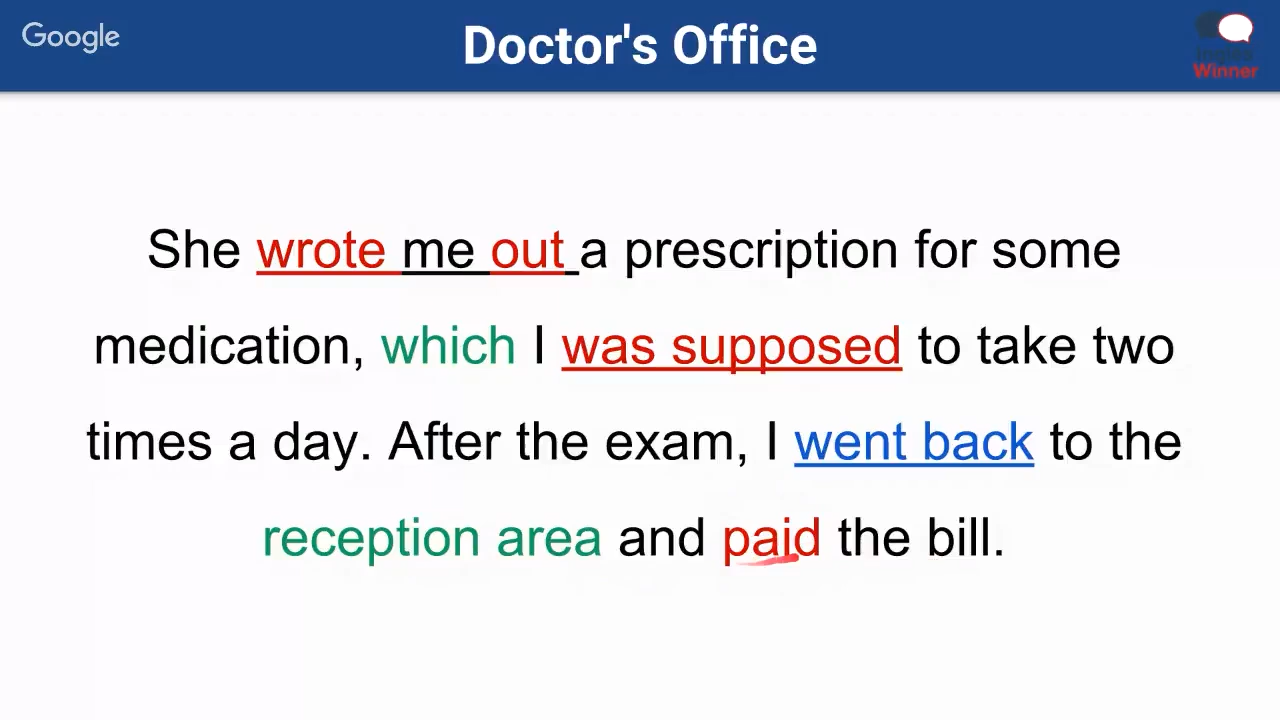 Google
Doctor's Office
Ingles
Winner
She wrote me out a prescription for some
medication, which I was supposed to take two
times a day. After the exam, I went back to the
reception area and paid the bill.